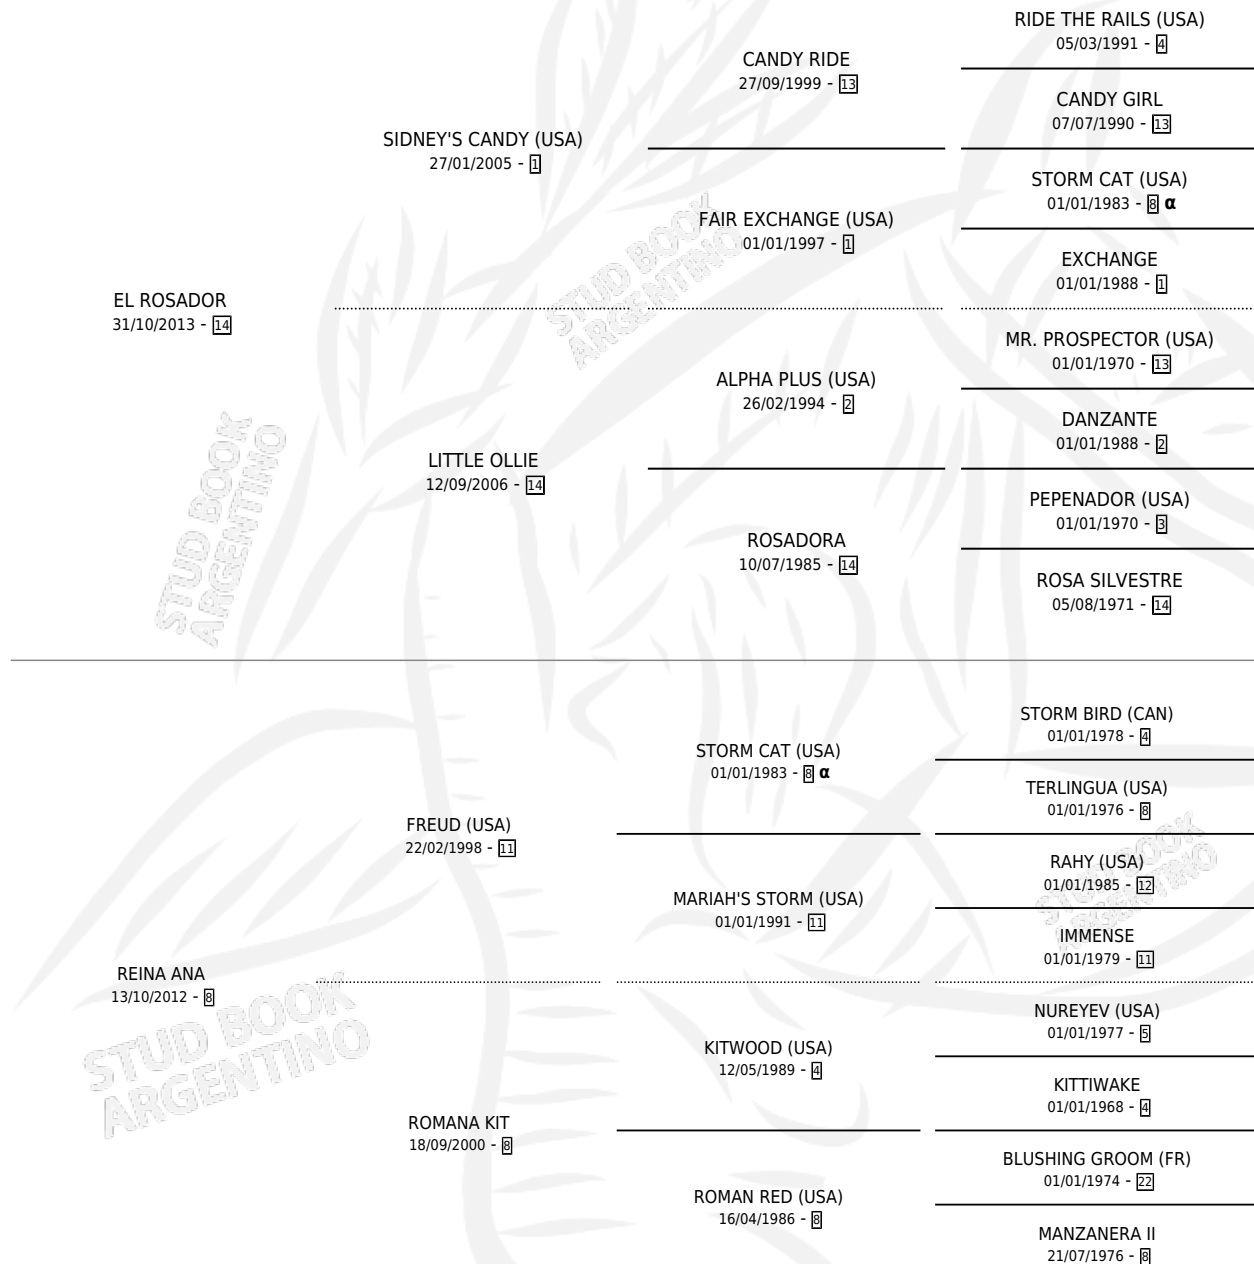 RIDE THE RAILS (USA)
05/03/1991 - 4
CANDY RIDE
27/09/1999 - 13
CANDY GIRL
07/07/1990 - 13
SIDNEY'S CANDY (USA)
27/01/2005 - 1
STORM CAT (USA)
01/01/1983 - 8 α
FAIR EXCHANGE (USA)
01/01/1997 - 1
EXCHANGE
01/01/1988 - 1
EL ROSADOR
31/10/2013 - 14
MR. PROSPECTOR (USA)
01/01/1970 - 13
ALPHA PLUS (USA)
26/02/1994 - 2
DANZANTE
01/01/1988 - 2
LITTLE OLLIE
12/09/2006 - 14
PEPENADOR (USA)
01/01/1970 - 3
ROSADORA
10/07/1985 - 14
ROSA SILVESTRE
05/08/1971 - 14
STORM BIRD (CAN)
01/01/1978 - 4
STORM CAT (USA)
01/01/1983 - 8 α
TERLINGUA (USA)
01/01/1976 - 8
FREUD (USA)
22/02/1998 - 11
RAHY (USA)
01/01/1985 - 12
MARIAH'S STORM (USA)
01/01/1991 - 11
IMMENSE
01/01/1979 - 11
REINA ANA
13/10/2012 - 8
NUREYEV (USA)
01/01/1977 - 5
KITWOOD (USA)
12/05/1989 - 4
KITTIWAKE
01/01/1968 - 4
ROMANA KIT
18/09/2000 - 8
BLUSHING GROOM (FR)
01/01/1974 - 22
ROMAN RED (USA)
16/04/1986 - 8
MANZANERA II
21/07/1976 - 8
STUD BOOK
ARGENTINO
STUD BOOK
ARGENTINO
STUD BOOK
ARGENTINO
STUD BOOK
ARGENTINO